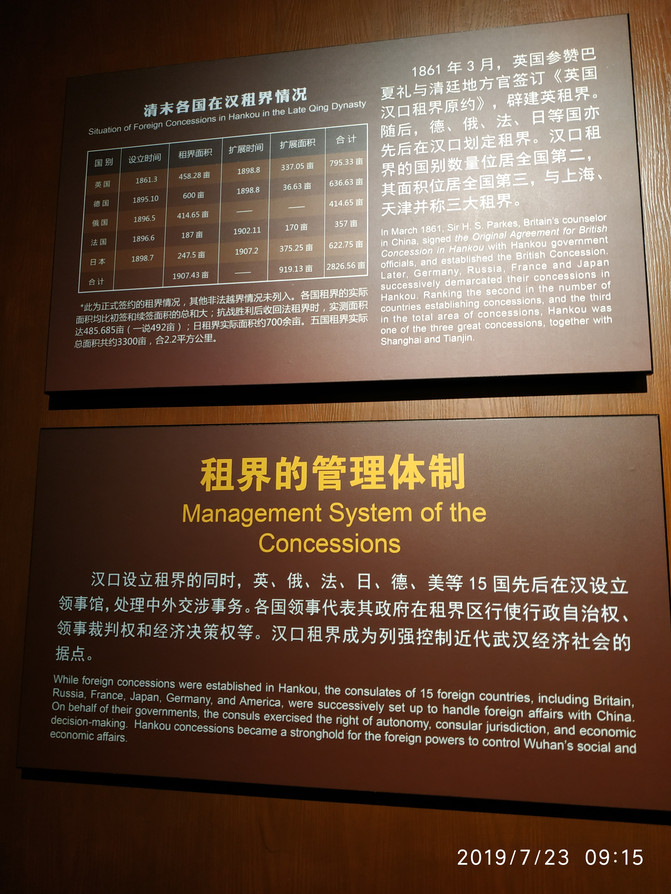 清末各国在汉租界情况
Situation of Foreign Concessions in Hankou in the Late Qing Dynasty
国别 设立时间 租界面积 扩展时间 扩展面积 合计
英国 1861.3 458.28亩 1898.8 337.05亩 795.33亩
德国 1895.10 600亩 1898.8 36.63亩 636.63亩
俄国 1896.5 414.65亩 —— —— 414.65亩
法国 1896.6 187亩 1902.11 170亩 357亩
日本 1898.7 247.5亩 1907.2 375.25亩 622.75亩
合计 1907.43亩 —— 919.13亩 2826.56亩
*此为正式签约的租界情况，其他非法越界情况未列入。各国租界的实际
面积均比初签和续签面积的总和大；抗战胜利后收回法租界时，实测面积
达485.685亩（一说492亩）；日租界实际面积约700余亩。五国租界实际
总面积共约3300亩，合2.2平方公里。
1861年3月，英国参赞巴
夏礼与清廷地方官签订《英国
汉口租界原约》，辟建英租界。
随后，德、俄、法、日等国亦
先后在汉口划定租界。汉口租
界的国别数量位居全国第二，
其面积位居全国第三，与上海、
天津并称三大租界。
In March 1861, Sir H. S. Parkes, Britain's counselor
in China, signed the Original Agreement for British
Concession in Hankou with Hankou government
officials, and established the British Concession.
Later, Germany, Russia, France and Japan
successively demarcated their concessions in
Hankou. Ranking the second in the number of
countries establishing concessions, and the third
in the total area of concessions, Hankou was
one of the three great concessions, together with
Shanghai and Tianjin.
租界的管理体制
Management System of the
Concessions
汉口设立租界的同时，英、俄、法、日、德、美等15国先后在汉设立
领事馆，处理中外交涉事务。各国领事代表其政府在租界区行使行政自治权、
领事裁判权和经济决策权等。汉口租界成为列强控制近代武汉经济社会的
据点。
While foreign concessions were established in Hankou, the consulates of 15 foreign countries, including Britain,
Russia, France, Japan, Germany, and America, were successively set up to handle foreign affairs with China.
On behalf of their governments, the consuls exercised the right of autonomy, consular jurisdiction, and economic
decision-making. Hankou concessions became a stronghold for the foreign powers to control Wuhan's social and
economic affairs.
2019/7/23 09:15